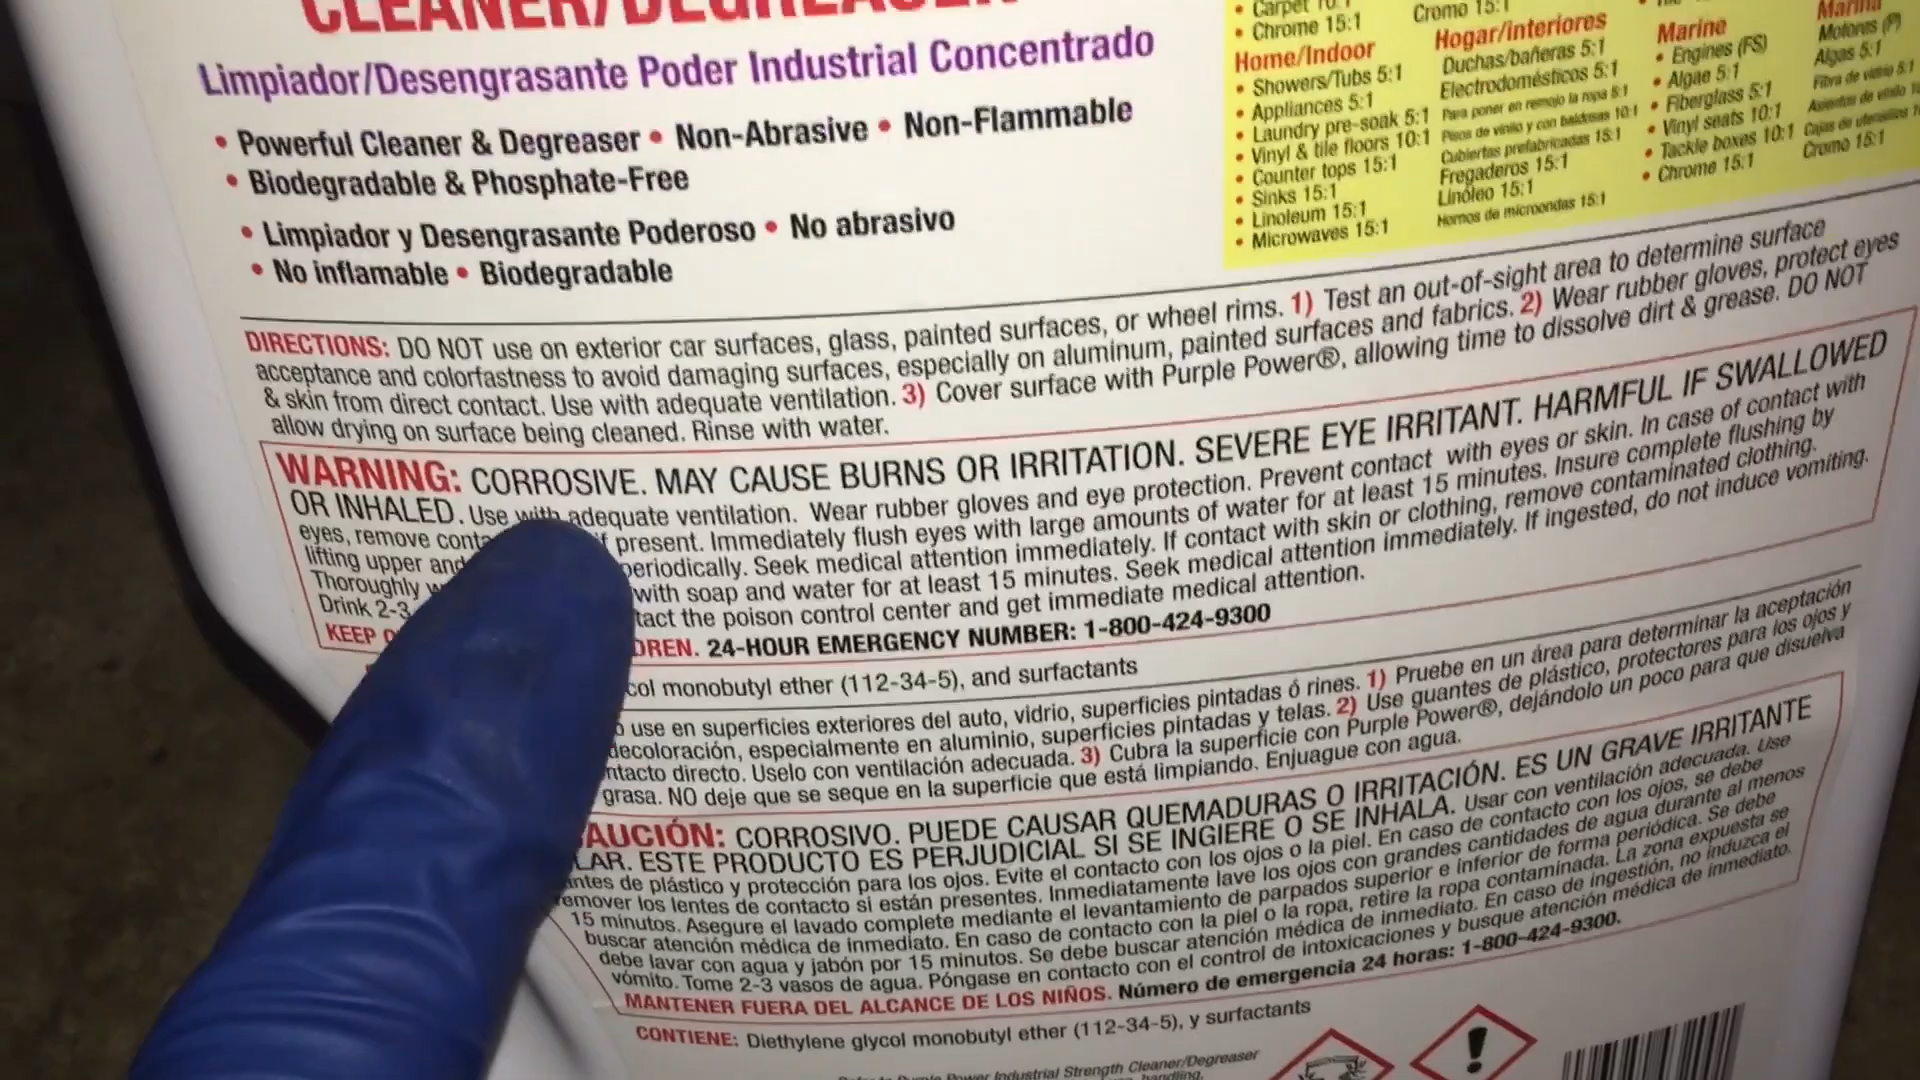 CLEANER/DEGREASER
Limpiador/Desengrasante Poder Industrial Concentrado
• Powerful Cleaner & Degreaser • Non-Abrasive • Non-Flammable
• Biodegradable & Phosphate-Free
• Limpiador y Desengrasante Poderoso • No abrasivo
• No inflamable • Biodegradable
• Carpet 10:1
• Chrome 15:1
Home/Indoor
• Showers/Tubs 5:1
• Appliances 5:1
• Laundry pre-soak 5:1
• Vinyl & tile floors 10:1
• Counter tops 15:1
• Sinks 15:1
• Linoleum 15:1
• Microwaves 15:1
Cromo 15:1
Hogar/interiores
Duchas/bañeras 5:1
Electrodomésticos 5:1
Para poner en remojo la ropa 5:1
Pisos de vinilo y con baldosas 10:1
Cubiertas prefabricadas 15:1
Fregaderos 15:1
Linóleo 15:1
Hornos de microondas 15:1
Marine
• Engines (FS)
• Algae 5:1
• Fiberglass 5:1
• Vinyl seats 10:1
• Tackle boxes 10:1
• Chrome 15:1
Marina
Motores (P)
Algas 5:1
Fibra de vidrio 5:1
Asientos de vinilo
Cajas de utensilios
Cromo 15:1
DIRECTIONS: DO NOT use on exterior car surfaces, glass, painted surfaces, or wheel rims. 1) Test an out-of-sight area to determine surface
acceptance and colorfastness to avoid damaging surfaces, especially on aluminum, painted surfaces and fabrics. 2) Wear rubber gloves, protect eyes
& skin from direct contact. Use with adequate ventilation. 3) Cover surface with Purple Power®, allowing time to dissolve dirt & grease. DO NOT
allow drying on surface being cleaned. Rinse with water.
WARNING: CORROSIVE. MAY CAUSE BURNS OR IRRITATION. SEVERE EYE IRRITANT. HARMFUL IF SWALLOWED
OR INHALED. Use with adequate ventilation. Wear rubber gloves and eye protection. Prevent contact with eyes or skin. In case of contact with
eyes, remove conta if present. Immediately flush eyes with large amounts of water for at least 15 minutes. Insure complete flushing by
lifting upper and periodically. Seek medical attention immediately. If contact with skin or clothing, remove contaminated clothing.
Thoroughly w with soap and water for at least 15 minutes. Seek medical attention immediately. If ingested, do not induce vomiting.
Drink 2-3 tact the poison control center and get immediate medical attention.
KEEP O DREN. 24-HOUR EMERGENCY NUMBER: 1-800-424-9300
col monobutyl ether (112-34-5), and surfactants
o use en superficies exteriores del auto, vidrio, superficies pintadas ó rines. 1) Pruebe en un área para determinar la aceptación
decoloración, especialmente en aluminio, superficies pintadas y telas. 2) Use guantes de plástico, protectores para los ojos y
ntacto directo. Uselo con ventilación adecuada. 3) Cubra la superficie con Purple Power®, dejándolo un poco para que disuelva
grasa. NO deje que se seque en la superficie que está limpiando. Enjuague con agua.
AUCIÓN: CORROSIVO. PUEDE CAUSAR QUEMADURAS O IRRITACIÓN. ES UN GRAVE IRRITANTE
LAR. ESTE PRODUCTO ES PERJUDICIAL SI SE INGIERE O SE INHALA. Usar con ventilación adecuada. Use
antes de plástico y protección para los ojos. Evite el contacto con los ojos o la piel. En caso de contacto con los ojos, se debe
remover los lentes de contacto si están presentes. Inmediatamente lave los ojos con grandes cantidades de agua durante al menos
15 minutos. Asegure el lavado complete mediante el levantamiento de parpados superior e inferior de forma periódica. Se debe
buscar atención médica de inmediato. En caso de contacto con la piel o la ropa, retire la ropa contaminada. La zona expuesta se
debe lavar con agua y jabón por 15 minutos. Se debe buscar atención médica de inmediato. En caso de ingestión, no induzca el
vómito. Tome 2-3 vasos de agua. Póngase en contacto con el control de intoxicaciones y busque atención médica de inmediato.
MANTENER FUERA DEL ALCANCE DE LOS NIÑOS. Número de emergencia 24 horas: 1-800-424-9300.
CONTIENE: Diethylene glycol monobutyl ether (112-34-5), y surfactants
Power Industrial Strength Cleaner/Degreaser
handling.